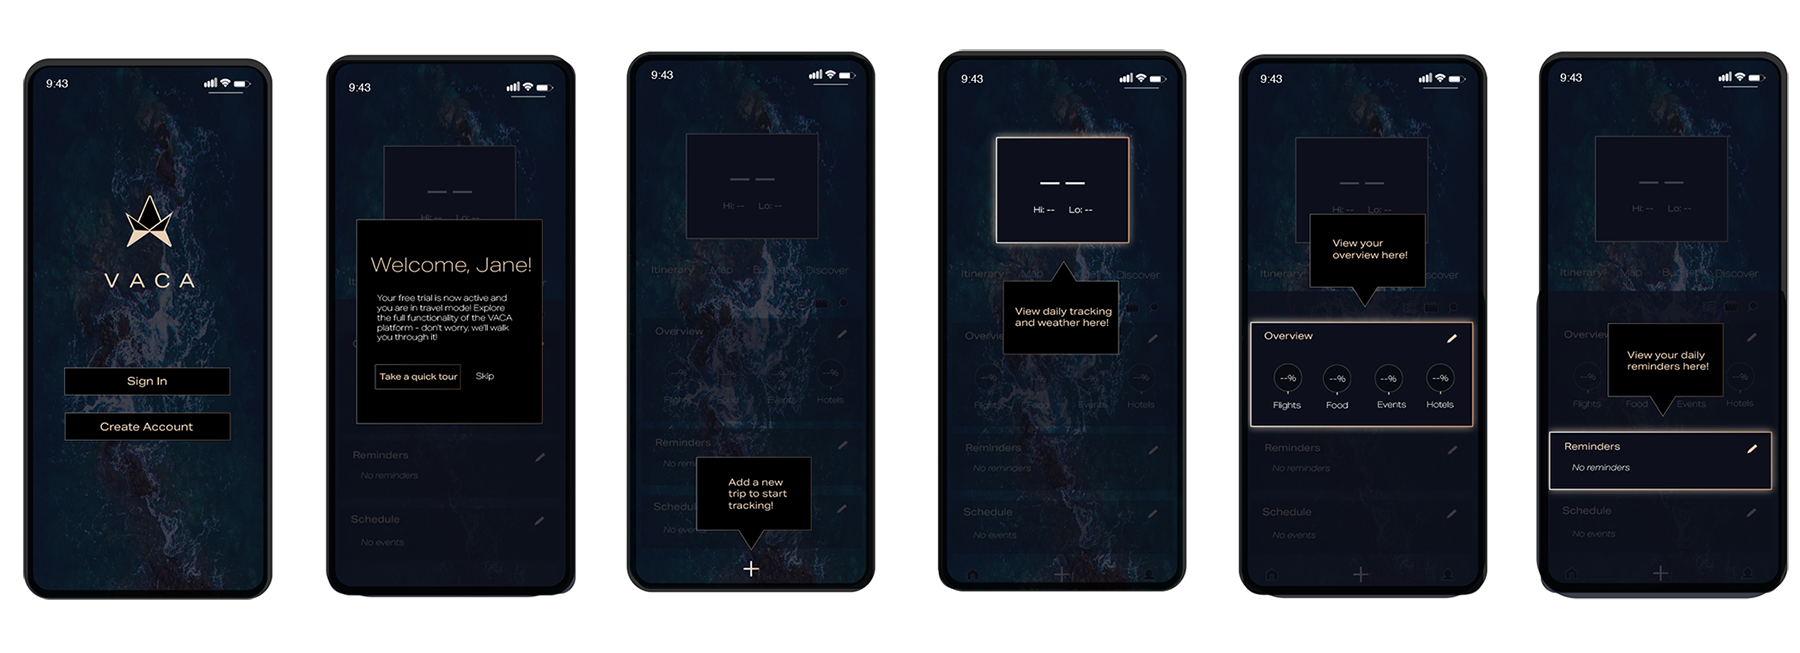 9:43
VACA
Sign In
Create Account
9:43
Hi: -- Lo: --
Welcome, Jane!
Your free trial is now active and
you are in travel mode! Explore
the full functionality of the VACA
platform - don't worry, we'll walk
you through it!
Take a quick tour Skip
Reminders
No reminders
Schedule
No events
9:43
Hi: -- Lo: --
Itinerary Map Discover
Overview
--%
Flights Food Events Hotels
Reminders
No rem
Add a new
trip to start
tracking!
Schedul
No events
9:43
Hi: -- Lo: --
Itinerary Map Discover
View daily tracking
and weather here!
Overvie
Flights Food Events Hotels
Reminders
No reminders
Schedule
No events
9:43
Hi: -- Lo: --
View your
overview here!
Itinerary Discover
Overview
--% --% --% --%
Flights Food Events Hotels
Reminders
No reminders
Schedule
No events
9:43
Hi: -- Lo: --
Itinerary Map Budget Discover
Overview
View your daily
reminders here!
Flights Food Events Hotels
Reminders
No reminders
Schedule
No events